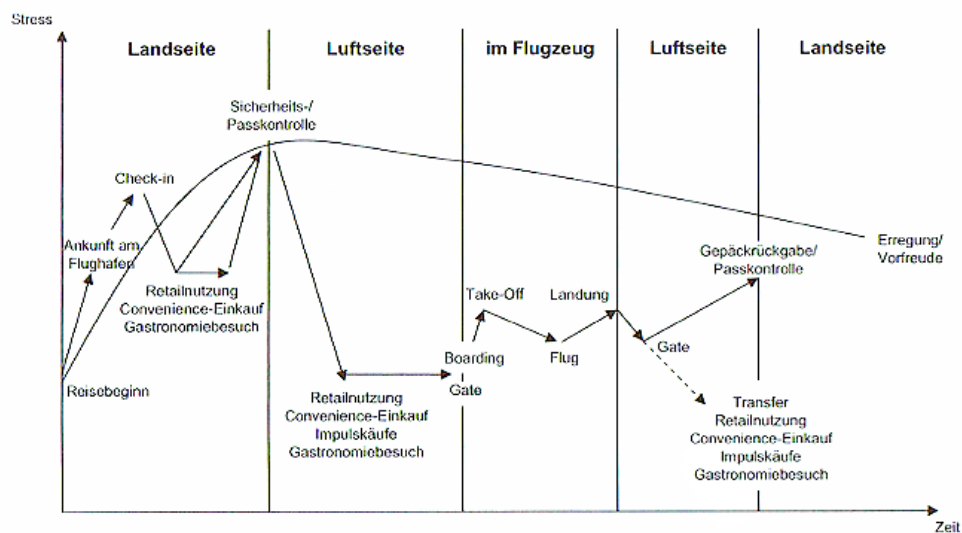 Stress
Landseite
Luftseite
im Flugzeug
Luftseite
Landseite
Sicherheits-/
Passkontrolle
Check-in
Ankunft am
Flughafen
Retailnutzung
Convenience-Einkauf
Gastronomiebesuch
Reisebeginn
Retailnutzung
Convenience-Einkauf
Impulskäufe
Gastronomiebesuch
Boarding
Gate
Take-Off
Flug
Landung
Gate
Gepäckrückgabe/
Passkontrolle
Transfer
Retailnutzung
Convenience-Einkauf
Impulskäufe
Gastronomiebesuch
Erregung/
Vorfreude
Zeit